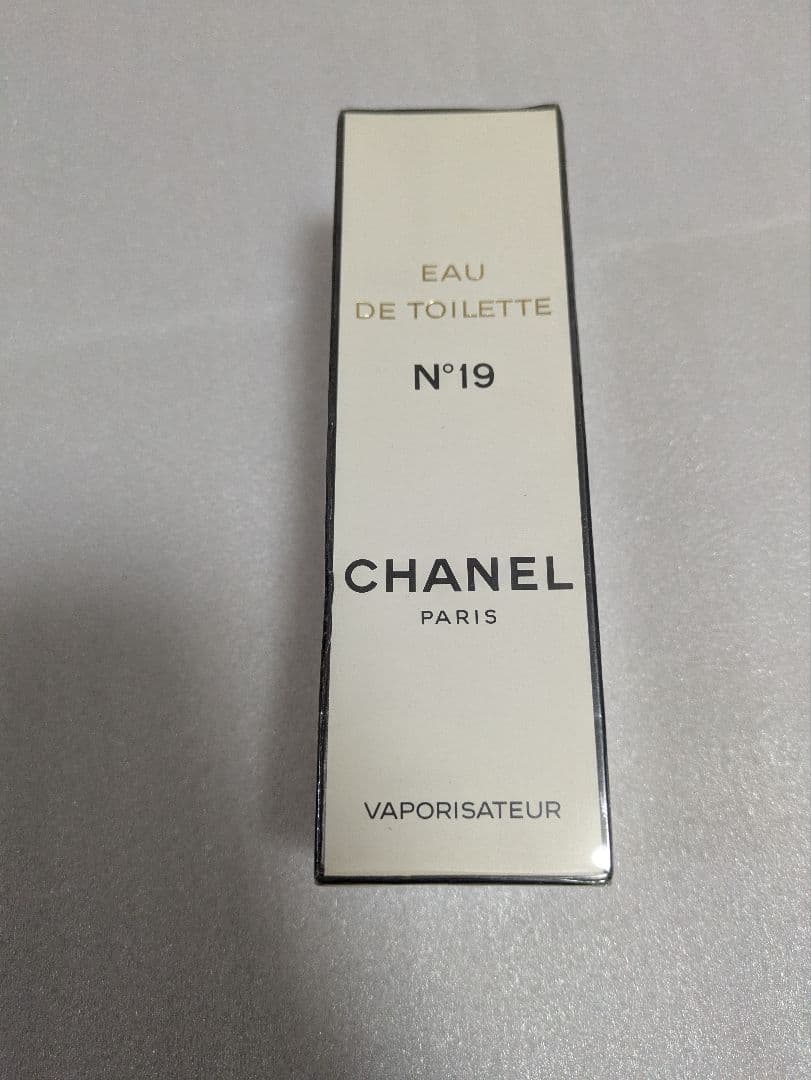 EAU
DE TOILETTE
N°19
CHANEL
PARIS
VAPORISATEUR